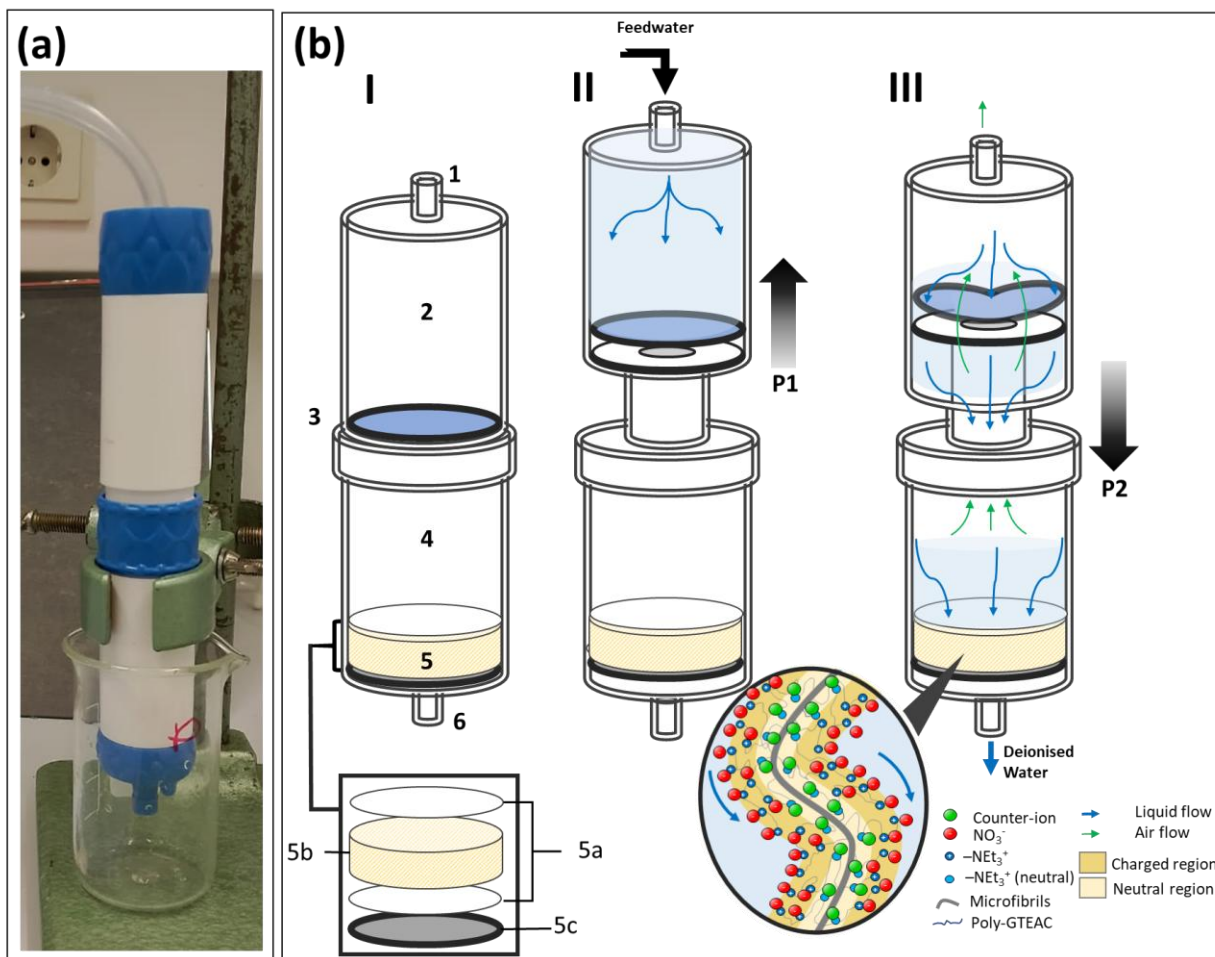 (a)
(b)
Feedwater
I
II
III
1
2
3
4
5
6
P1
P2
Deionised
Water
5a
5b
5c
Counter-ion
NO₃⁻
–NEt₃⁺
–NEt₃⁺ (neutral)
Microfibrils
Poly-GTEAC
Liquid flow
Air flow
Charged region
Neutral region